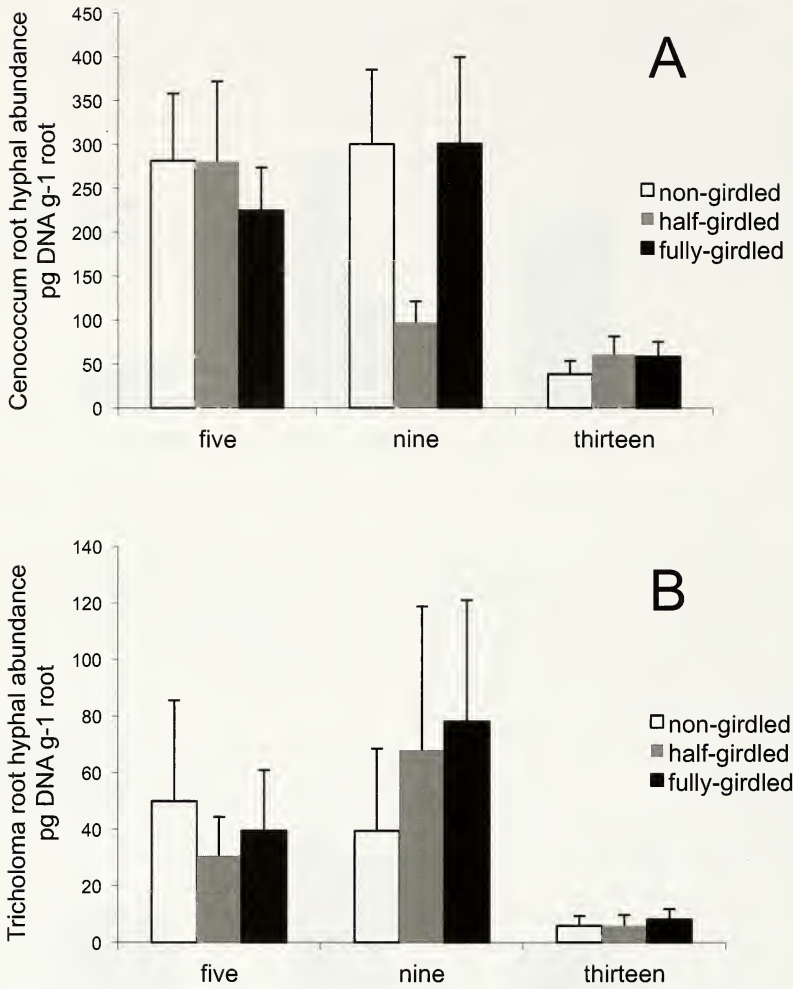 A
Cenococcum root hyphal abundance
pg DNA g-1 root
450
400
350
300
250
200
150
100
50
0
non-girdled
half-girdled
fully-girdled
five
nine
thirteen
B
Tricholoma root hyphal abundance
pg DNA g-1 root
140
120
100
80
60
40
20
0
non-girdled
half-girdled
fully-girdled
five
nine
thirteen